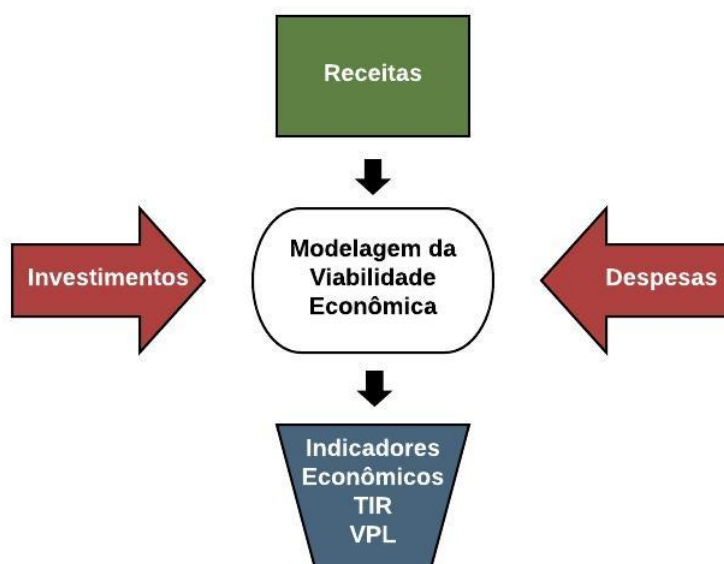 Receitas
Investimentos
Modelagem da
Viabilidade
Econômica
Despesas
Indicadores
Econômicos
TIR
VPL